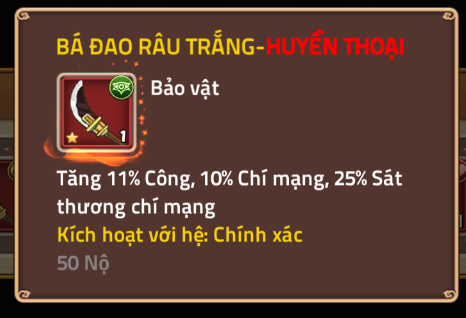 BÁ ĐAO RÂU TRẮNG-HUYỀN THOẠI
Bảo vật
1
Tăng 11% Công, 10% Chí mạng, 25% Sát
thương chí mạng
Kích hoạt với hệ: Chính xác
50 Nộ